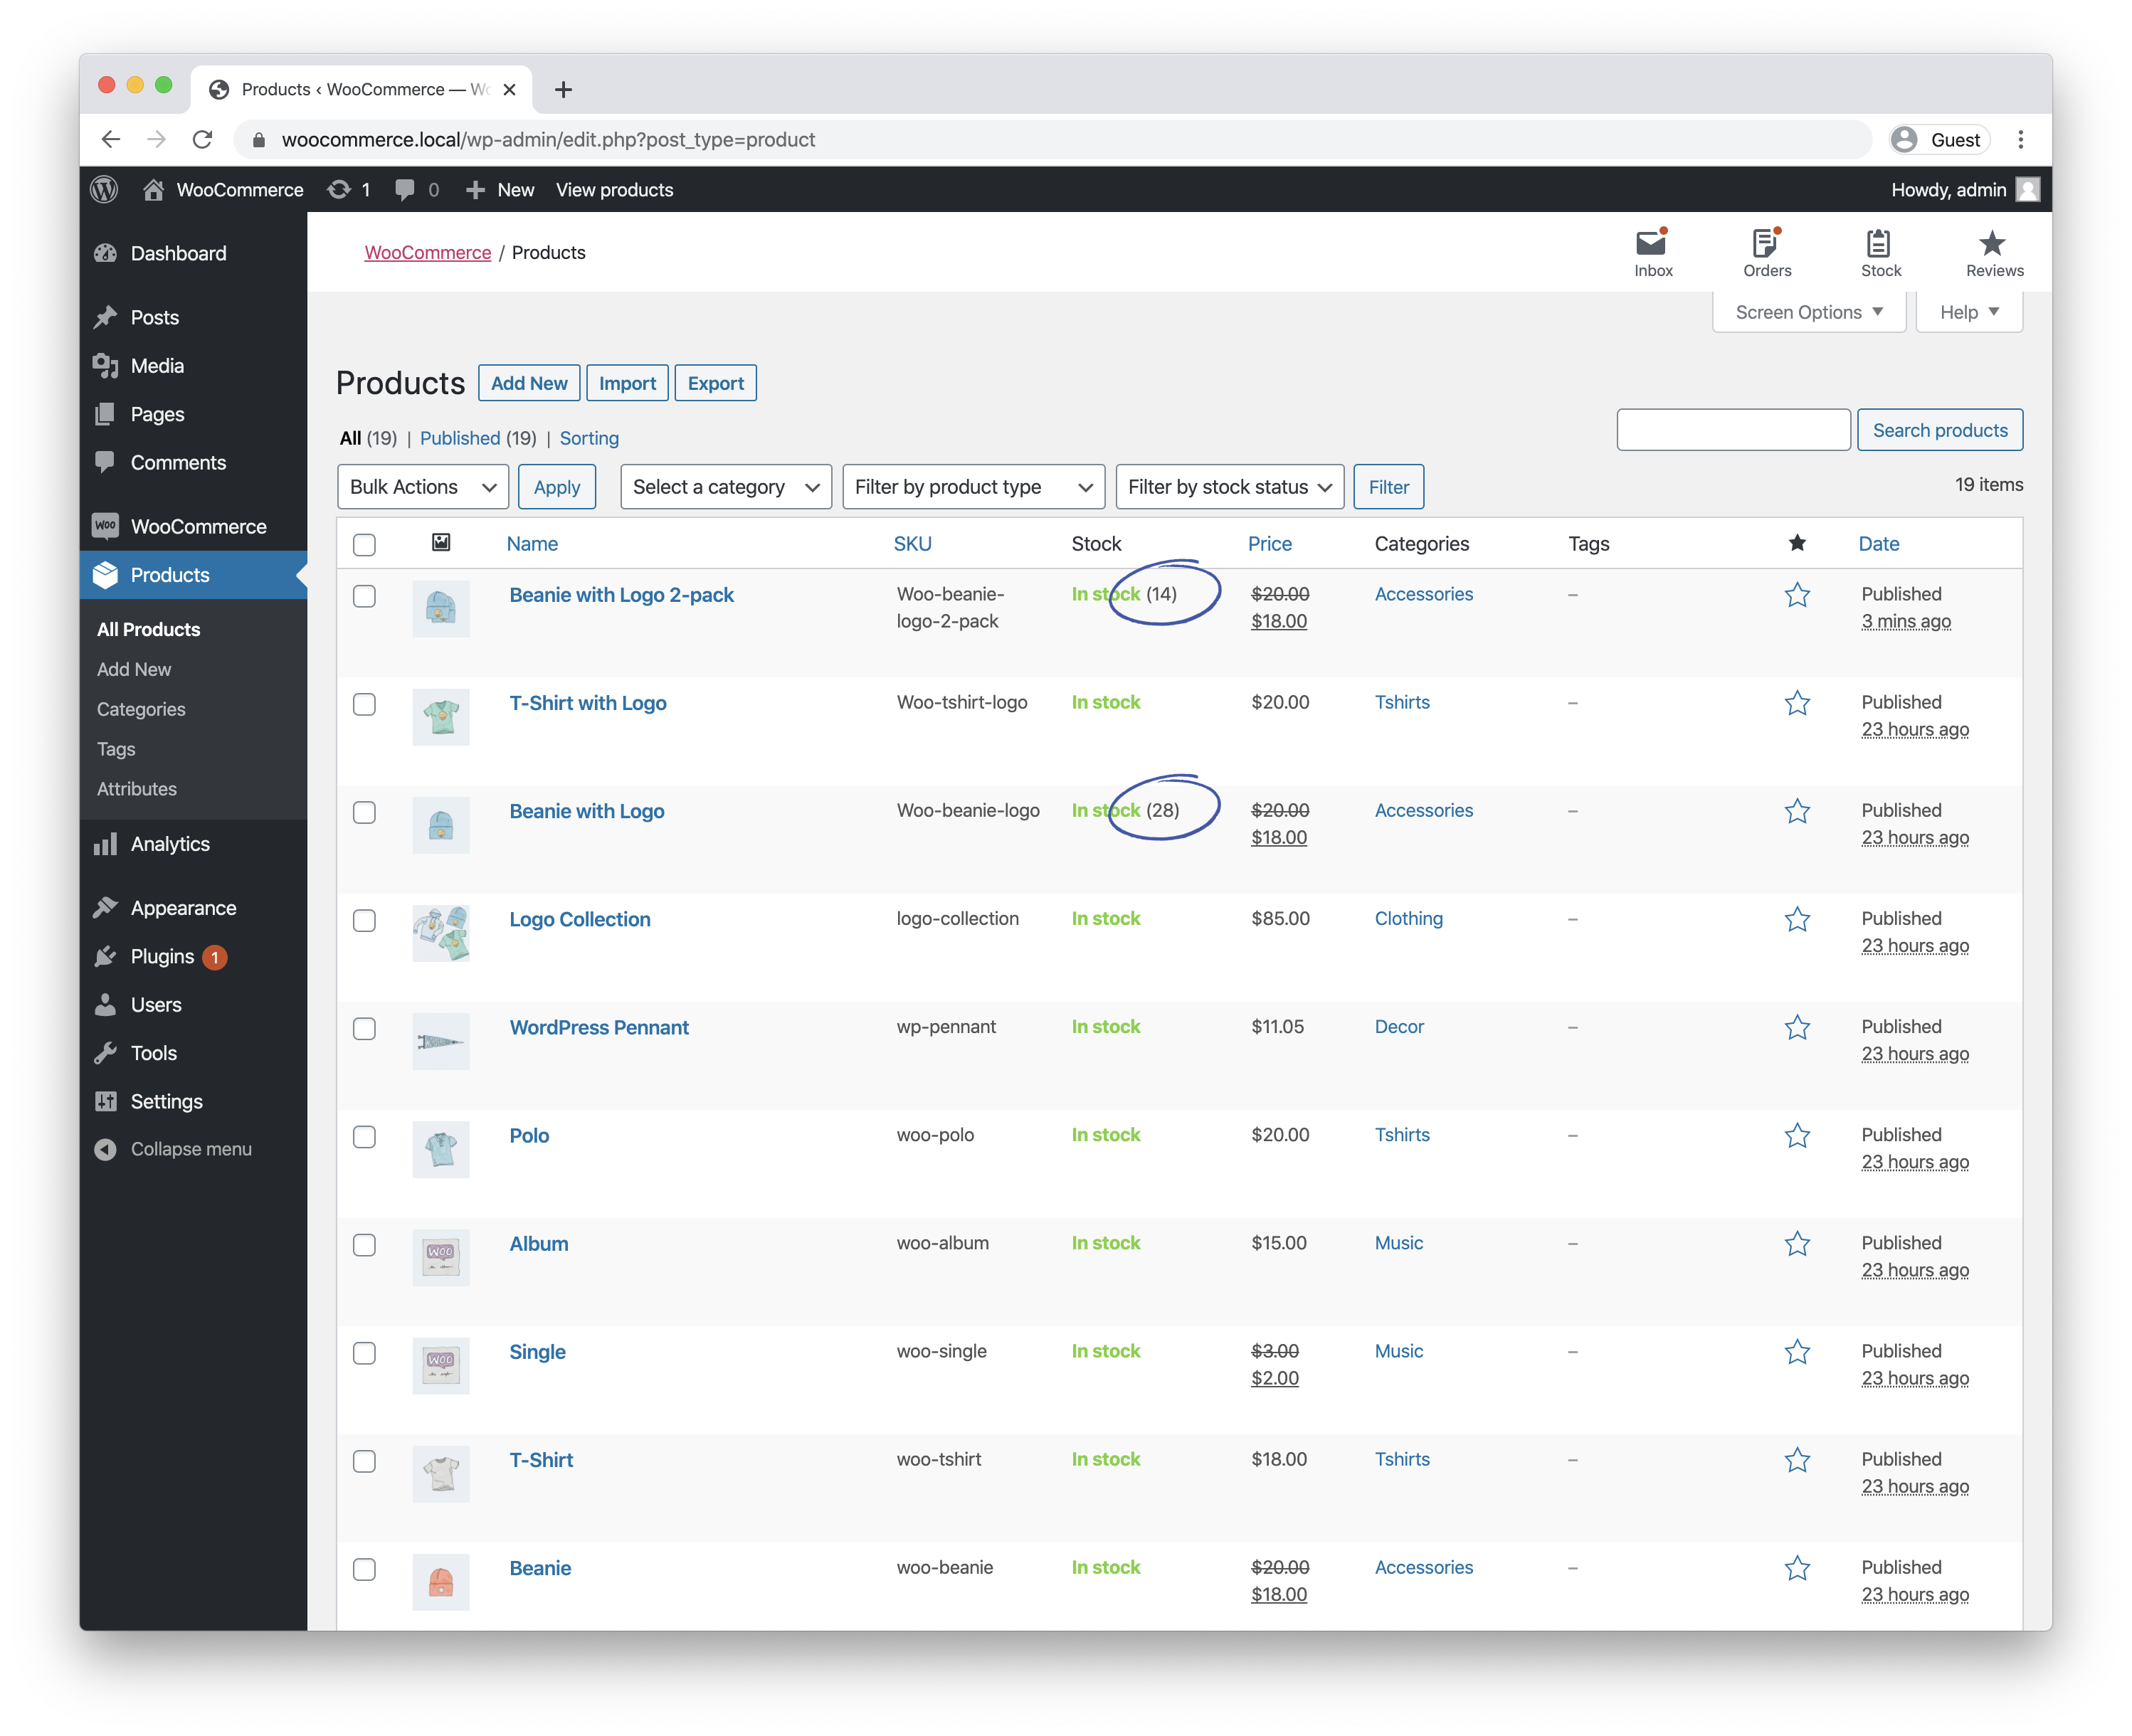 Products ‹ WooCommerce — Wo
woocommerce.local/wp-admin/edit.php?post_type=product
Guest
WooCommerce 1 0 New View products
Howdy, admin
Dashboard
Posts
Media
Pages
Comments
WooCommerce
Products
All Products
Add New
Categories
Tags
Attributes
Analytics
Appearance
Plugins 1
Users
Tools
Settings
Collapse menu
WooCommerce / Products
Inbox Orders Stock Reviews
Screen Options Help
Products Add New Import Export
All (19) | Published (19) | Sorting
Search products
Bulk Actions Apply Select a category Filter by product type Filter by stock status Filter
19 items
Name SKU Stock Price Categories Tags Date
Beanie with Logo 2-pack Woo-beanie- In stock (14) $20.00 Accessories – Published
logo-2-pack $18.00 3 mins ago
T-Shirt with Logo Woo-tshirt-logo In stock $20.00 Tshirts – Published
23 hours ago
Beanie with Logo Woo-beanie-logo In stock (28) $20.00 Accessories – Published
$18.00 23 hours ago
Logo Collection logo-collection In stock $85.00 Clothing – Published
23 hours ago
WordPress Pennant wp-pennant In stock $11.05 Decor – Published
23 hours ago
Polo woo-polo In stock $20.00 Tshirts – Published
23 hours ago
Album woo-album In stock $15.00 Music – Published
23 hours ago
Single woo-single In stock $3.00 Music – Published
$2.00 23 hours ago
T-Shirt woo-tshirt In stock $18.00 Tshirts – Published
23 hours ago
Beanie woo-beanie In stock $20.00 Accessories – Published
$18.00 23 hours ago